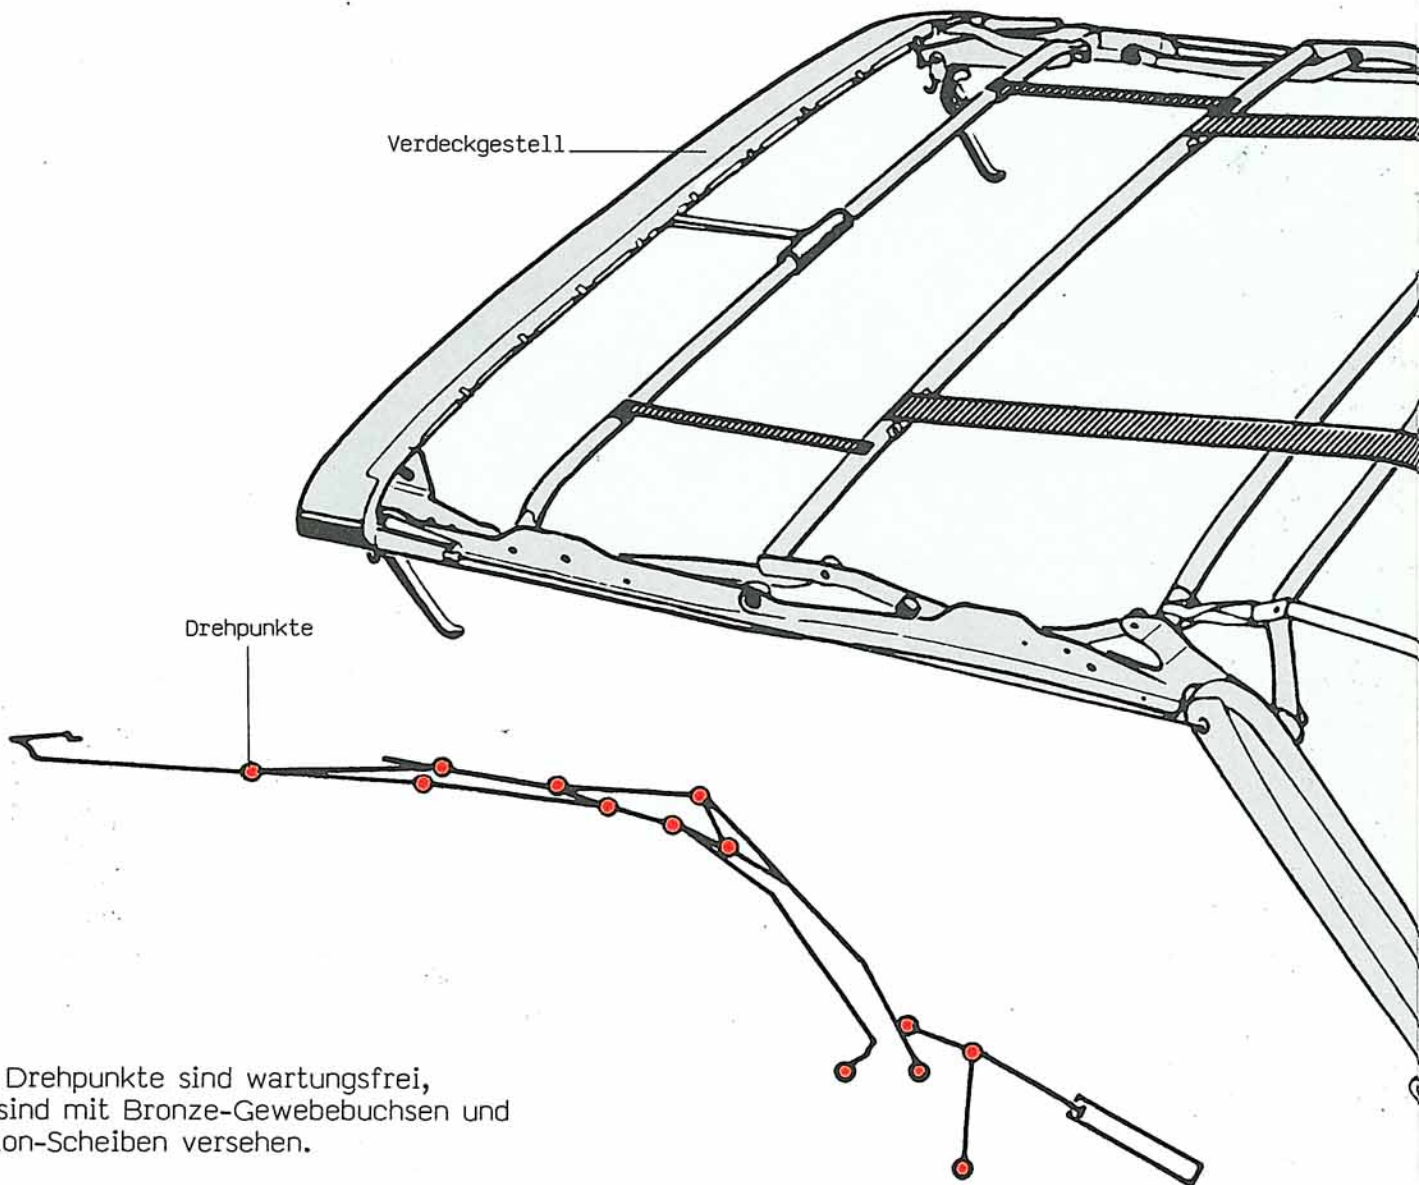 Verdeckgestell
Drehpunkte
Drehpunkte sind wartungsfrei,
sind mit Bronze-Gewebebuchsen und
on-Scheiben versehen.